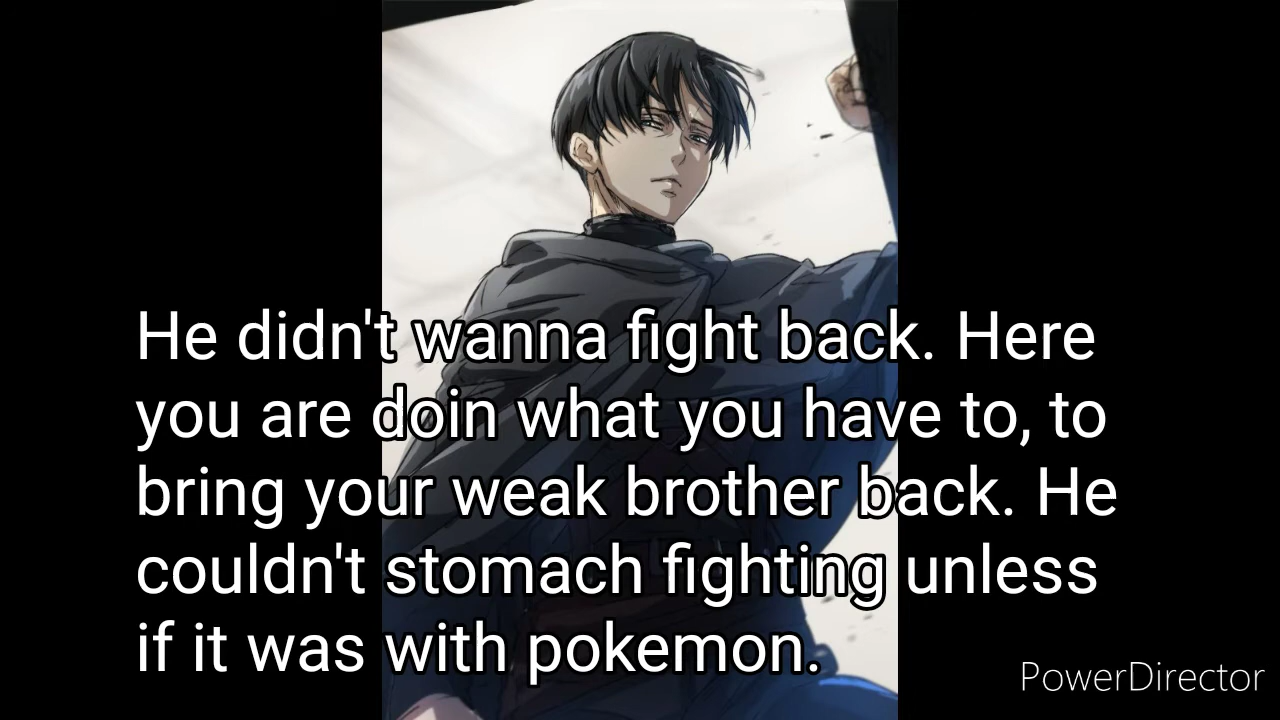 He didn't wanna fight back. Here
you are doin what you have to, to
bring your weak brother back. He
couldn't stomach fighting unless
if it was with pokemon.
PowerDirector